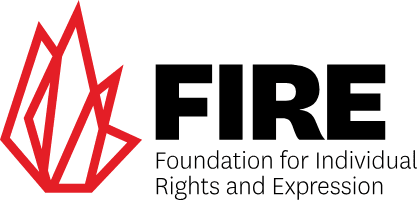 FIRE
Foundation for Individual
Rights and Expression